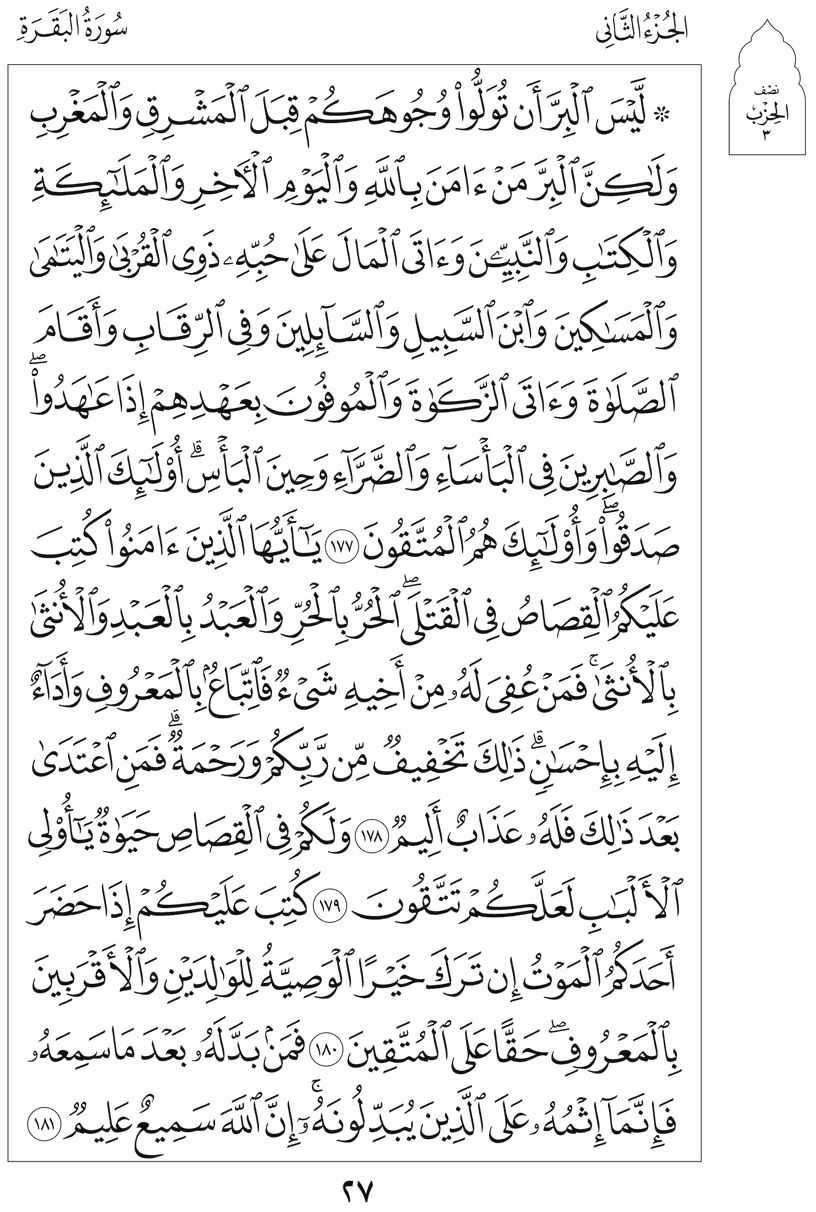 سُورَةُ البَقَرَةِ
الجُزْءُ الثَّانِي
نِصْف
الحِزْب
٣
* لَّيْسَ ٱلْبِرَّ أَن تُوَلُّوا۟ وُجُوهَكُمْ قِبَلَ ٱلْمَشْرِقِ وَٱلْمَغْرِبِ
وَلَـٰكِنَّ ٱلْبِرَّ مَنْ ءَامَنَ بِٱللَّهِ وَٱلْيَوْمِ ٱلْـَٔاخِرِ وَٱلْمَلَـٰٓئِكَةِ
وَٱلْكِتَـٰبِ وَٱلنَّبِيِّـۧنَ وَءَاتَى ٱلْمَالَ عَلَىٰ حُبِّهِۦ ذَوِى ٱلْقُرْبَىٰ وَٱلْيَتَـٰمَىٰ
وَٱلْمَسَـٰكِينَ وَٱبْنَ ٱلسَّبِيلِ وَٱلسَّآئِلِينَ وَفِى ٱلرِّقَابِ وَأَقَامَ
ٱلصَّلَوٰةَ وَءَاتَى ٱلزَّكَوٰةَ وَٱلْمُوفُونَ بِعَهْدِهِمْ إِذَا عَـٰهَدُوا۟ۖ
وَٱلصَّـٰبِرِينَ فِى ٱلْبَأْسَآءِ وَٱلضَّرَّآءِ وَحِينَ ٱلْبَأْسِۗ أُو۟لَـٰٓئِكَ ٱلَّذِينَ
صَدَقُوا۟ۖ وَأُو۟لَـٰٓئِكَ هُمُ ٱلْمُتَّقُونَ ١٧٧ يَـٰٓأَيُّهَا ٱلَّذِينَ ءَامَنُوا۟ كُتِبَ
عَلَيْكُمُ ٱلْقِصَاصُ فِى ٱلْقَتْلَىۖ ٱلْحُرُّ بِٱلْحُرِّ وَٱلْعَبْدُ بِٱلْعَبْدِ وَٱلْأُنثَىٰ
بِٱلْأُنثَىٰۚ فَمَنْ عُفِىَ لَهُۥ مِنْ أَخِيهِ شَىْءٌ فَٱتِّبَاعٌۢ بِٱلْمَعْرُوفِ وَأَدَآءٌ
إِلَيْهِ بِإِحْسَـٰنٍۗ ذَٰلِكَ تَخْفِيفٌ مِّن رَّبِّكُمْ وَرَحْمَةٌۗ فَمَنِ ٱعْتَدَىٰ
بَعْدَ ذَٰلِكَ فَلَهُۥ عَذَابٌ أَلِيمٌ ١٧٨ وَلَكُمْ فِى ٱلْقِصَاصِ حَيَوٰةٌ يَـٰٓأُو۟لِى
ٱلْأَلْبَـٰبِ لَعَلَّكُمْ تَتَّقُونَ ١٧٩ كُتِبَ عَلَيْكُمْ إِذَا حَضَرَ
أَحَدَكُمُ ٱلْمَوْتُ إِن تَرَكَ خَيْرًا ٱلْوَصِيَّةُ لِلْوَٰلِدَيْنِ وَٱلْأَقْرَبِينَ
بِٱلْمَعْرُوفِۖ حَقًّا عَلَى ٱلْمُتَّقِينَ ١٨٠ فَمَنۢ بَدَّلَهُۥ بَعْدَ مَا سَمِعَهُۥ
فَإِنَّمَآ إِثْمُهُۥ عَلَى ٱلَّذِينَ يُبَدِّلُونَهُۥٓۚ إِنَّ ٱللَّهَ سَمِيعٌ عَلِيمٌ ١٨١
٢٧